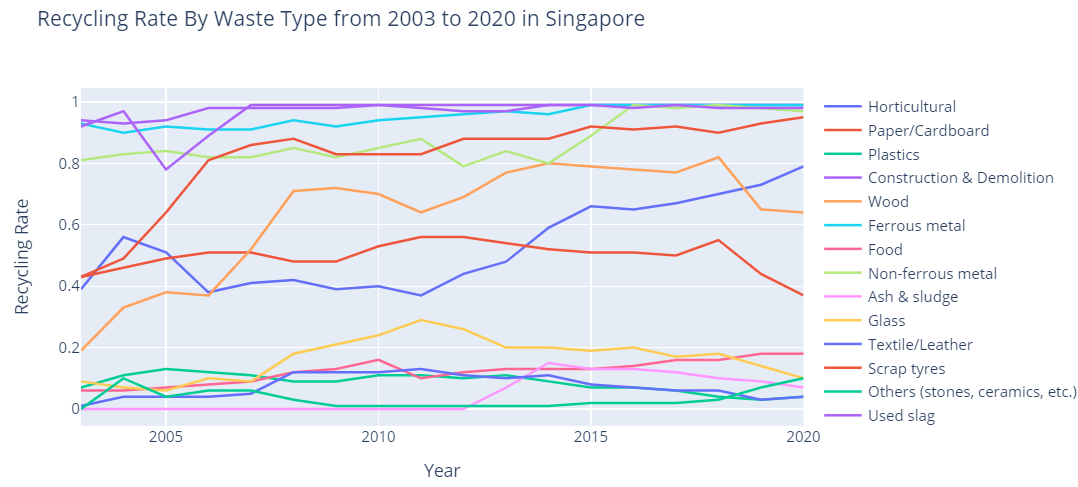 Recycling Rate By Waste Type from 2003 to 2020 in Singapore
Recycling Rate
1
0.8
0.6
0.4
0.2
0
2005
2010
2015
2020
Year
Horticultural
Paper/Cardboard
Plastics
Construction & Demolition
Wood
Ferrous metal
Food
Non-ferrous metal
Ash & sludge
Glass
Textile/Leather
Scrap tyres
Others (stones, ceramics, etc.)
Used slag